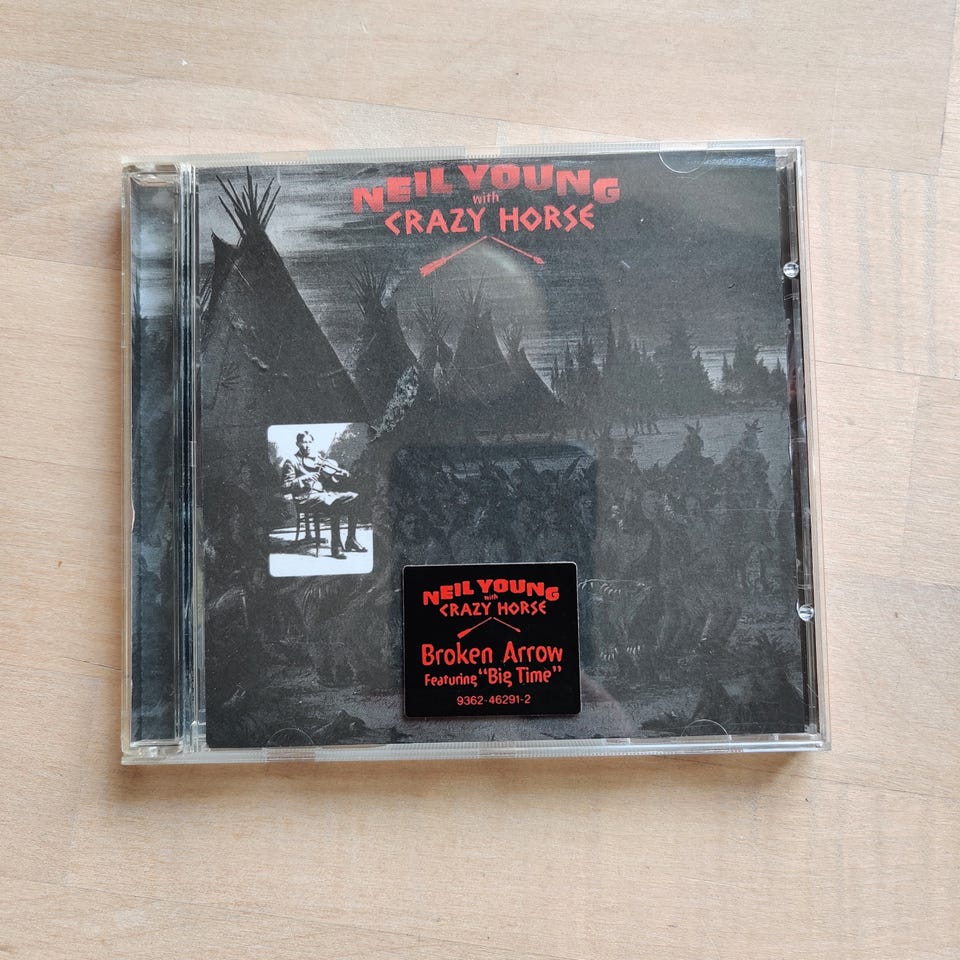 NEIL YOUNG
with
CRAZY HORSE
NEIL YOUNG
with
CRAZY HORSE
Broken Arrow
Featuring "Big Time"
9362-46291-2